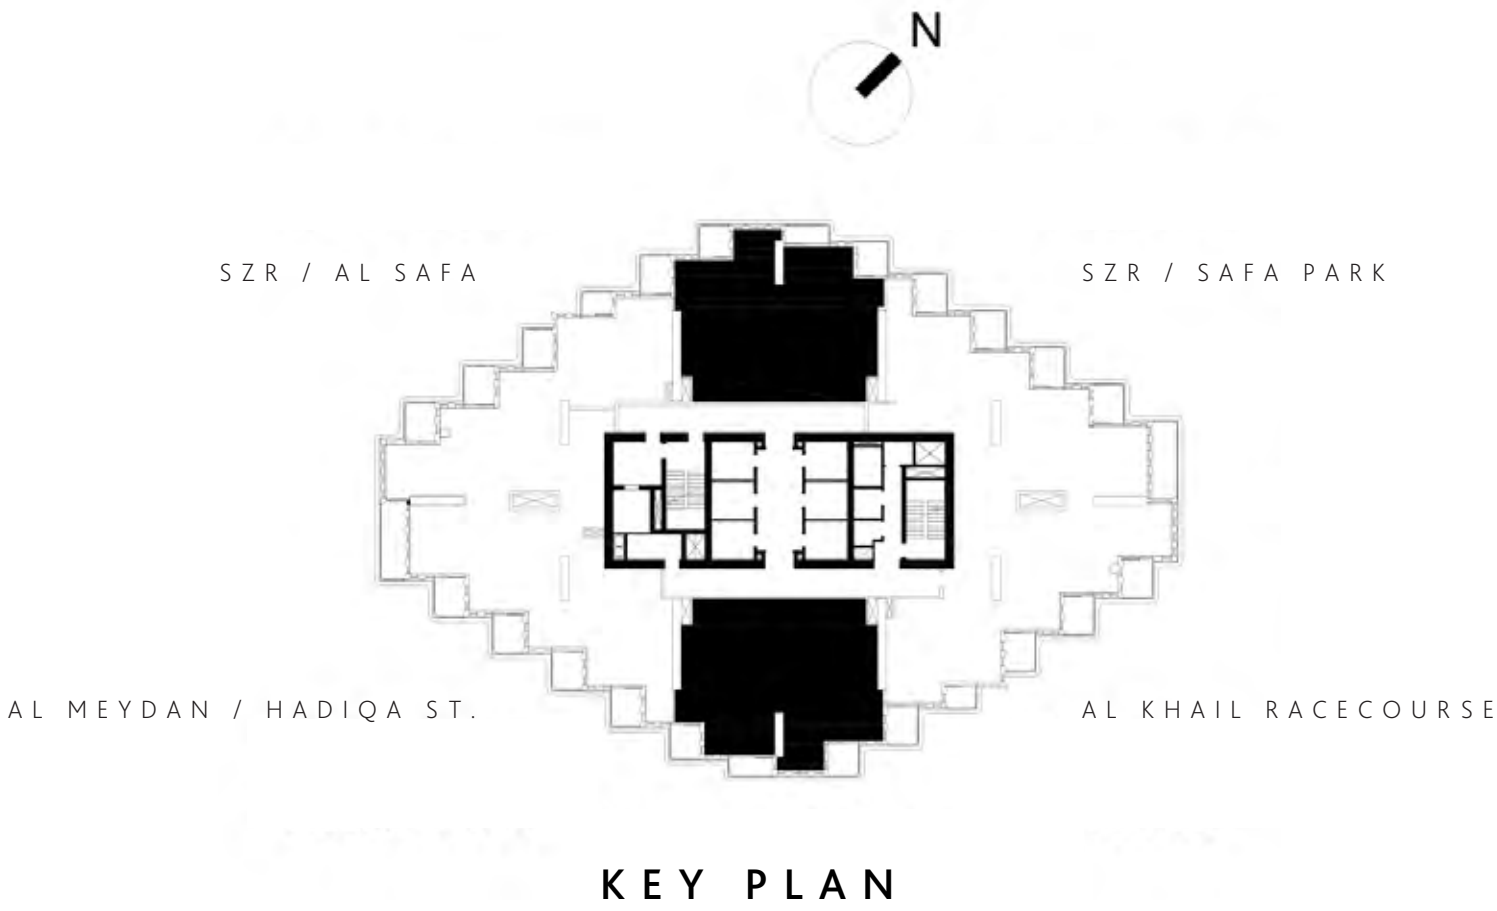 N
SZR / AL SAFA
SZR / SAFA PARK
AL MEYDAN / HADIQA ST.
AL KHAIL RACECOURSE
KEY PLAN